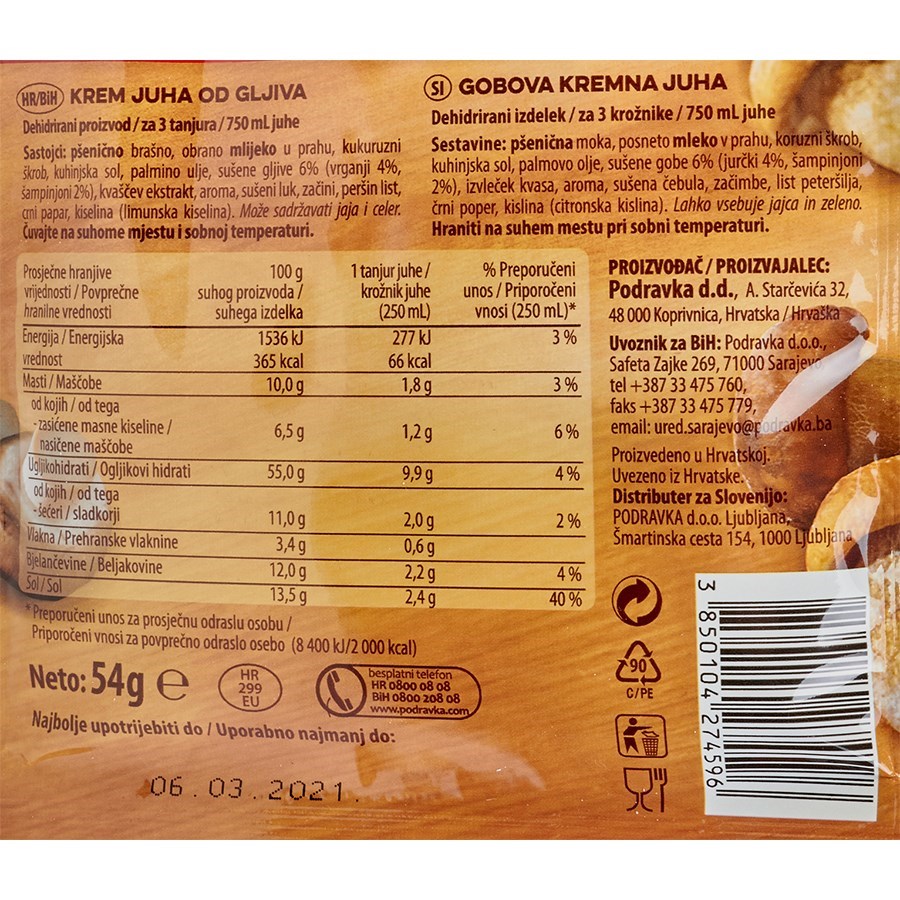 HR/BiH KREM JUHA OD GLJIVA
Dehidrirani proizvod / za 3 tanjura / 750 mL juhe
Sastojci: pšenično brašno, obrano mlijeko u prahu, kukuruzni
škrob, kuhinjska sol, palmino ulje, sušene gljive 6% (vrganji 4%,
šampinjoni 2%), kvaščev ekstrakt, aroma, sušeni luk, začini, peršin list,
crni papar, kiselina (limunska kiselina). Može sadržavati jaja i celer.
Čuvajte na suhome mjestu i sobnoj temperaturi.
SI GOBOVA KREMNA JUHA
Dehidrirani izdelek / za 3 krožnike / 750 mL juhe
Sestavine: pšenična moka, posneto mleko v prahu, koruzni škrob,
kuhinjska sol, palmovo olje, sušene gobe 6% (jurčki 4%, šampinjoni
2%), izvleček kvasa, aroma, sušena čebula, začimbe, list peteršilja,
črni poper, kislina (citronska kislina). Lahko vsebuje jajca in zeleno.
Hraniti na suhem mestu pri sobni temperaturi.
Prosječne hranjive 100 g 1 tanjur juhe / % Preporučeni
vrijednosti / Povprečne suhog proizvoda / krožnik juhe unos / Priporočeni
hranilne vrednosti suhega izdelka (250 mL) vnosi (250 mL)*
Energija / Energijska 1536 kJ 277 kJ 3 %
vrednost 365 kcal 66 kcal
Masti / Maščobe 10,0 g 1,8 g 3 %
od kojih / od tega
- zasićene masne kiseline / 6,5 g 1,2 g 6 %
nasičene maščobe
Ugljikohidrati / Ogljikovi hidrati 55,0 g 9,9 g 4 %
od kojih / od tega
- šećeri / sladkorji 11,0 g 2,0 g 2 %
Vlakna / Prehranske vlaknine 3,4 g 0,6 g
Bjelančevine / Beljakovine 12,0 g 2,2 g 4 %
Sol / Sol 13,5 g 2,4 g 40 %
* Preporučeni unos za prosječnu odraslu osobu /
Priporočeni vnosi za povprečno odraslo osebo (8 400 kJ/2 000 kcal)
PROIZVOĐAČ / PROIZVAJALEC:
Podravka d.d., A. Starčevića 32,
48 000 Koprivnica, Hrvatska / Hrvaška
Uvoznik za BiH: Podravka d.o.o.,
Safeta Zajke 269, 71000 Sarajevo
tel +387 33 475 760,
faks +387 33 475 779,
email: ured.sarajevo@podravka.ba
Proizvedeno u Hrvatskoj.
Uvezeno iz Hrvatske.
Distributer za Slovenijo:
PODRAVKA d.o.o. Ljubljana,
Šmartinska cesta 154, 1000 Ljubljana
Neto: 54g e
HR
299
EU
besplatni telefon
HR 0800 08 08
BiH 0800 208 08
www.podravka.com
Najbolje upotrijebiti do / Uporabno najmanj do:
06.03.2021.
90
C/PE
3 850104 274596